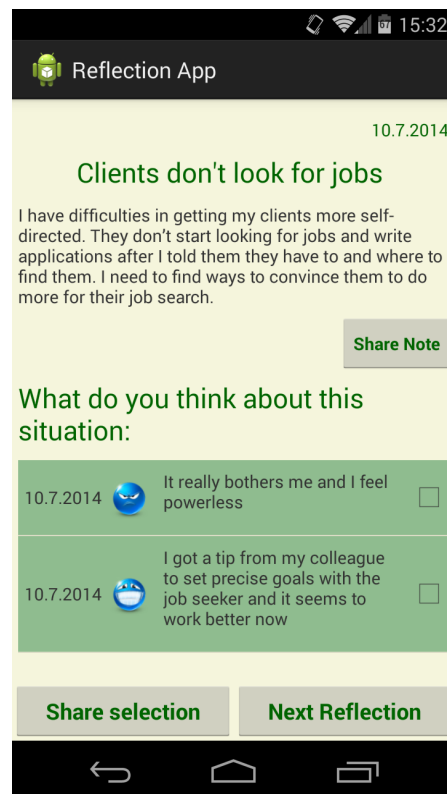 67 15:32
Reflection App
10.7.2014
Clients don't look for jobs
I have difficulties in getting my clients more self-
directed. They don't start looking for jobs and write
applications after I told them they have to and where to
find them. I need to find ways to convince them to do
more for their job search.
Share Note
What do you think about this
situation:
10.7.2014 It really bothers me and I feel
powerless
I got a tip from my colleague
to set precise goals with the
10.7.2014 job seeker and it seems to
work better now
Share selection Next Reflection